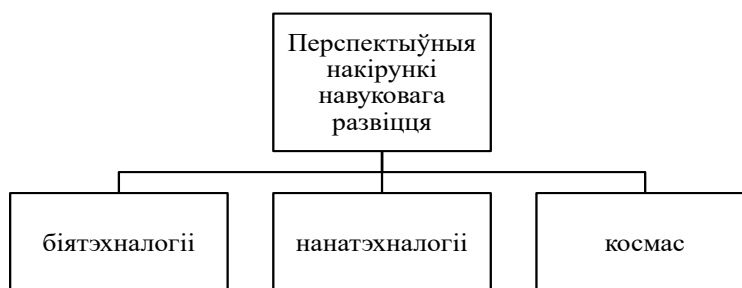 Перспектыўныя
накірункі
навуковага
развіцця
біятэхналогіі
нанатэхналогіі
космас